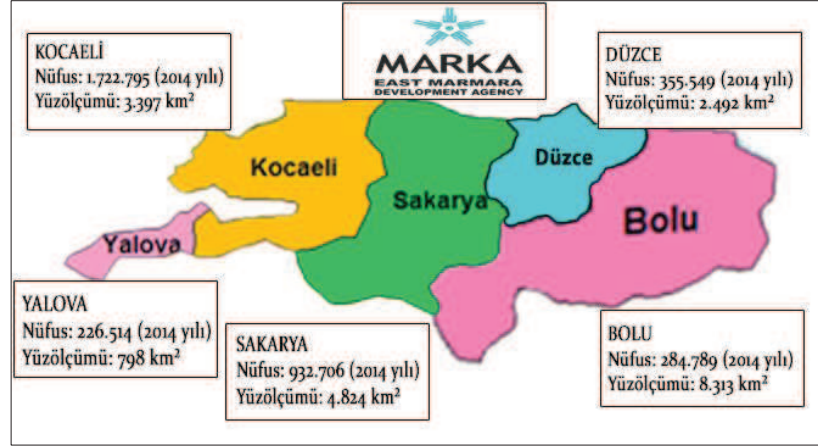 KOCAELİ
Nüfus: 1.722.795 (2014 yılı)
Yüzölçümü: 3.397 km²
MARKA
EAST MARMARA
DEVELOPMENT AGENCY
DÜZCE
Nüfus: 355.549 (2014 yılı)
Yüzölçümü: 2.492 km²
Kocaeli
Sakarya
Düzce
Bolu
Yalova
YALOVA
Nüfus: 226.514 (2014 yılı)
Yüzölçümü: 798 km²
SAKARYA
Nüfus: 932.706 (2014 yılı)
Yüzölçümü: 4.824 km²
BOLU
Nüfus: 284.789 (2014 yılı)
Yüzölçümü: 8.313 km²